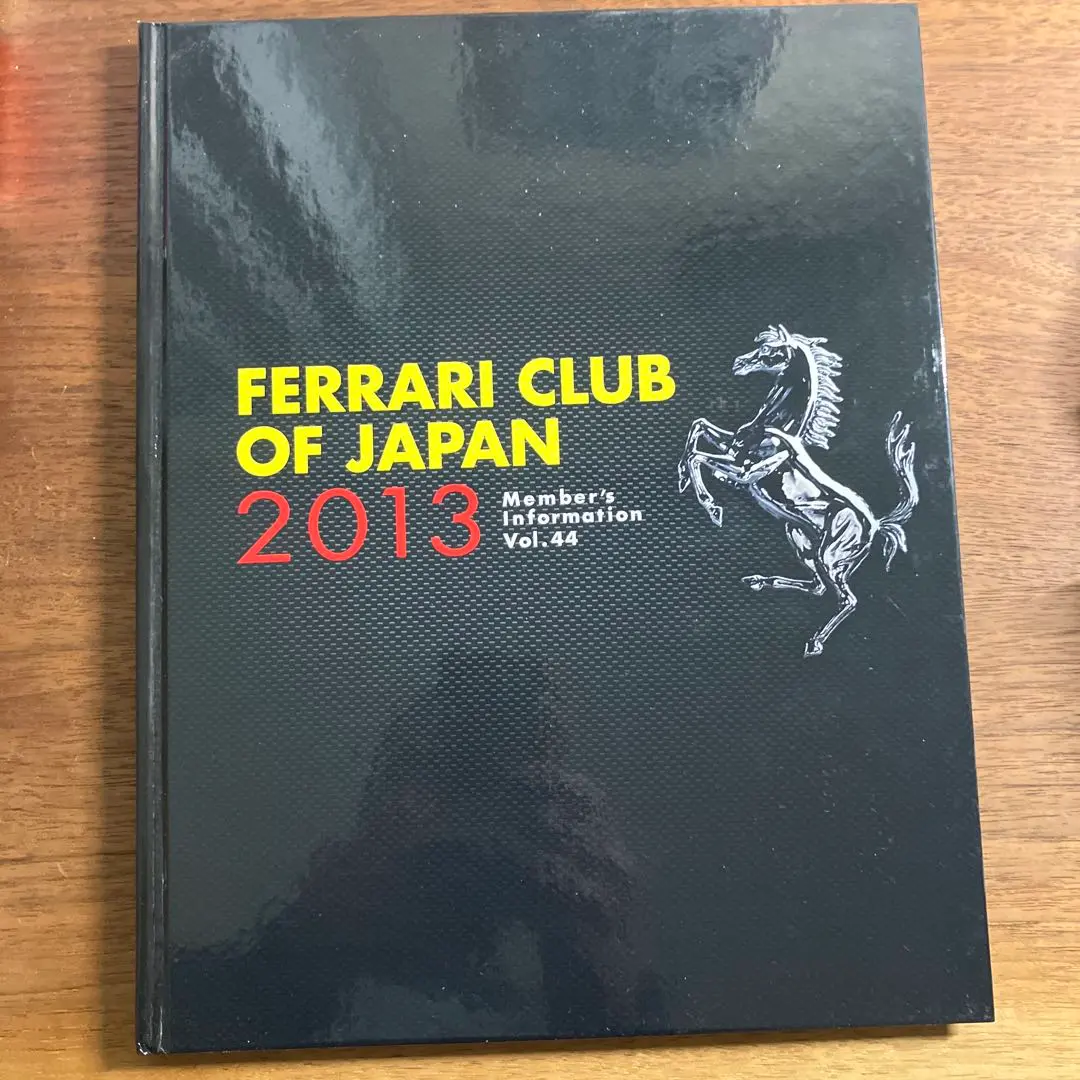 FERRARI CLUB
OF JAPAN
2013
Member's
Information
Vol.44